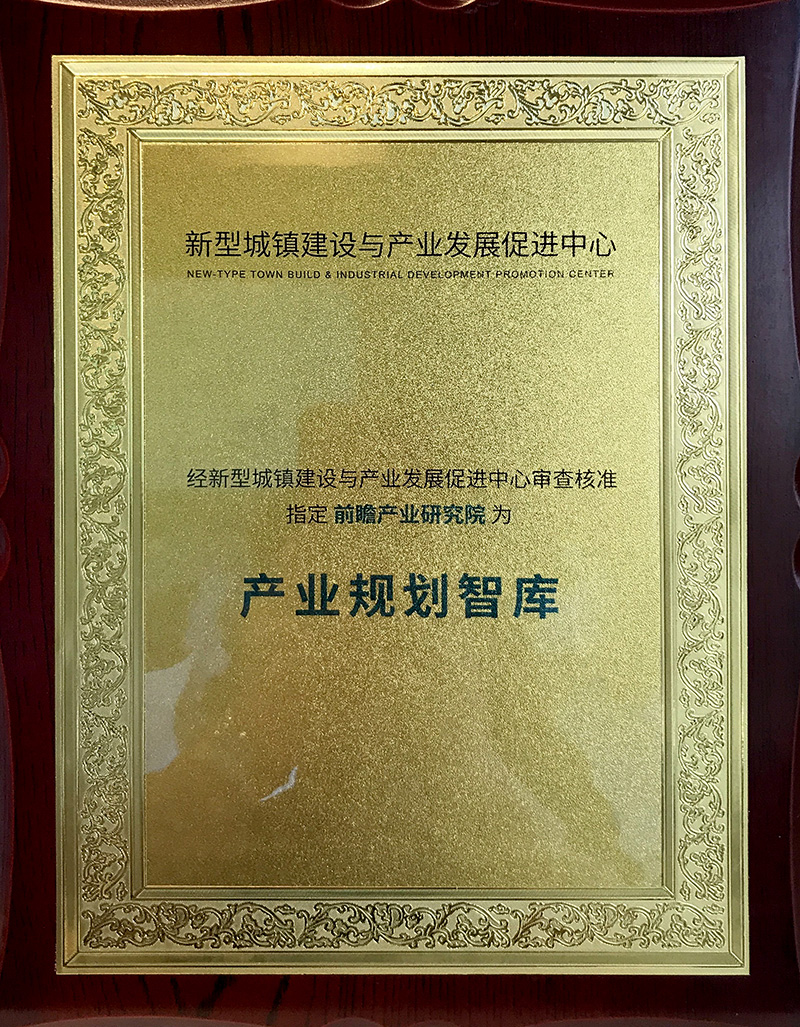 新型城镇建设与产业发展促进中心
NEW-TYPE TOWN BUILD & INDUSTRIAL DEVELOPMENT PROMOTION CENTER
经新型城镇建设与产业发展促进中心审查核准
指定 前瞻产业研究院 为
产业规划智库